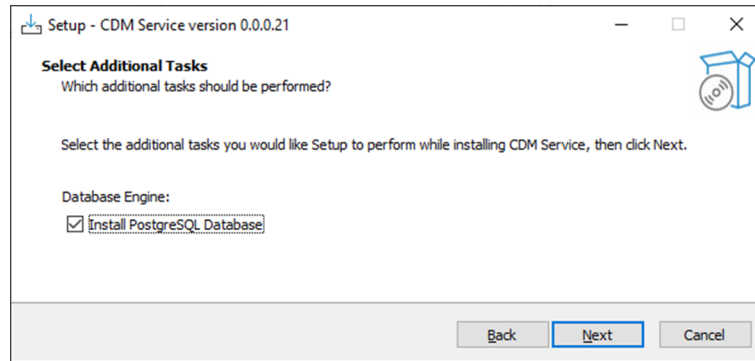 Setup - CDM Service version 0.0.0.21
Select Additional Tasks
Which additional tasks should be performed?
Select the additional tasks you would like Setup to perform while installing CDM Service, then click Next.
Database Engine:
Install PostgreSQL Database
Back Next Cancel